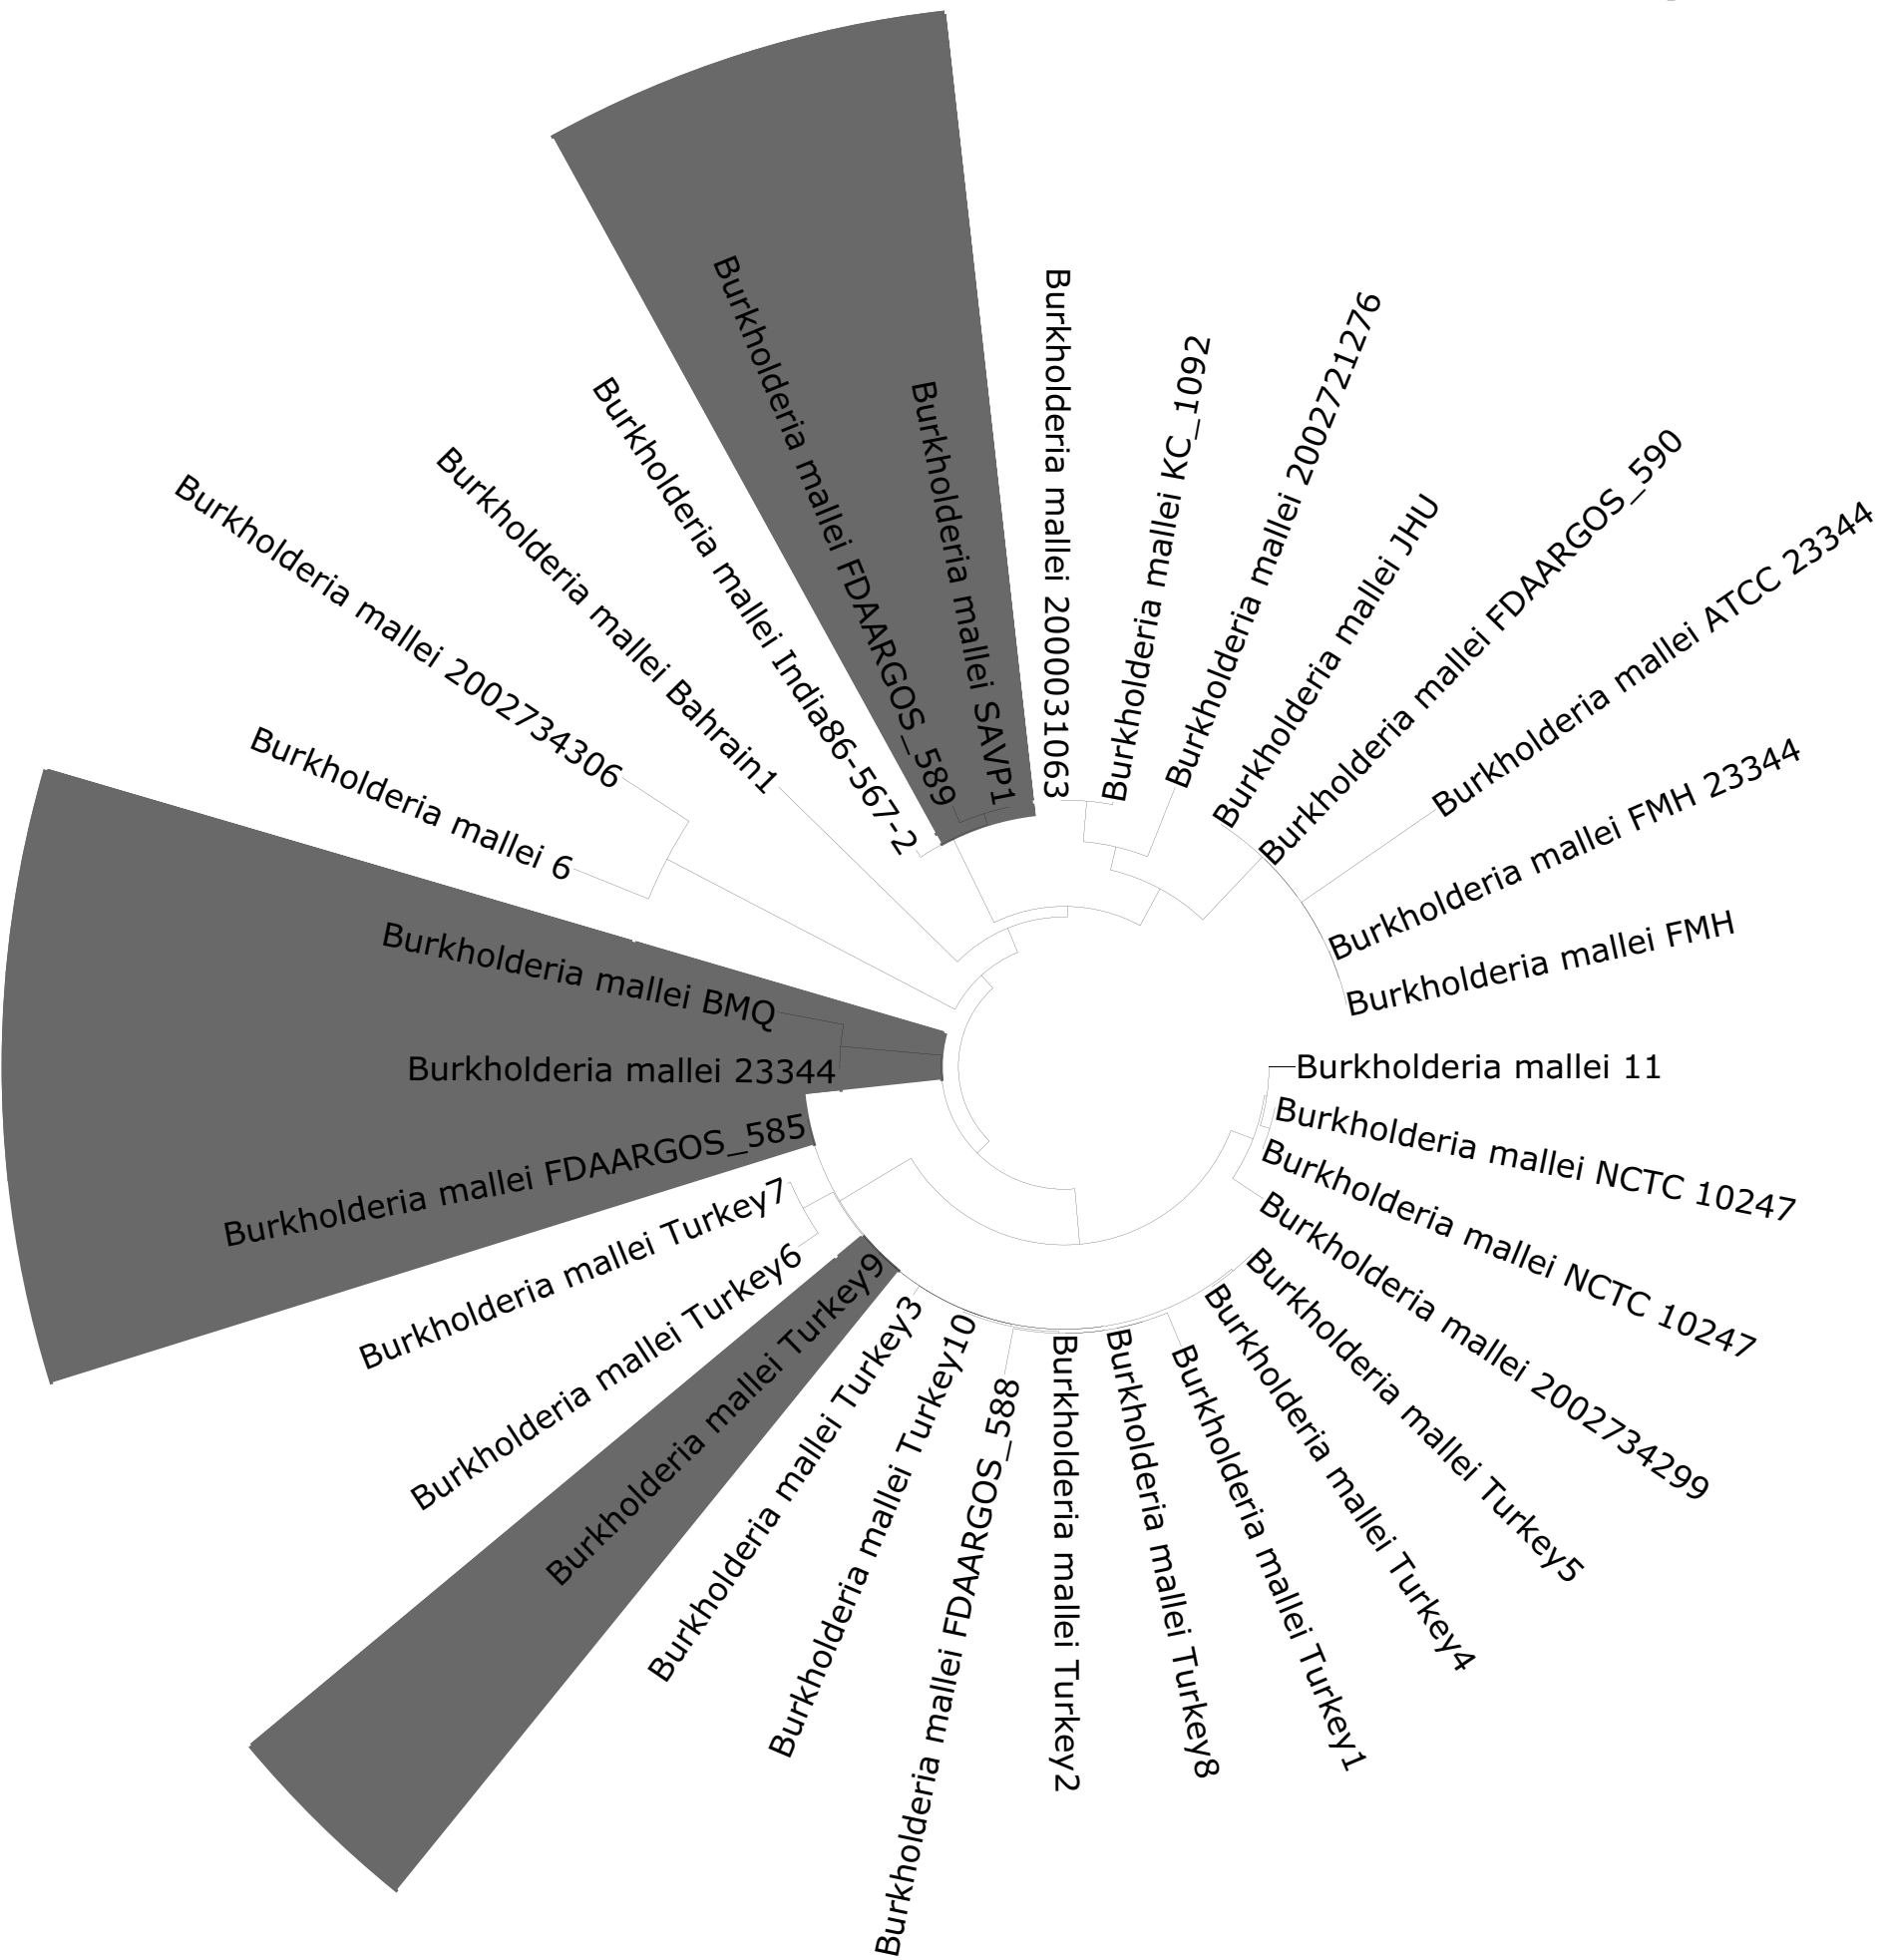 Burkholderia mallei 2000031063
Burkholderia mallei KC_1092
Burkholderia mallei 2002721276
Burkholderia mallei JHU
Burkholderia mallei FDAARGOS_590
Burkholderia mallei ATCC 23344
Burkholderia mallei FMH 23344
Burkholderia mallei FMH
Burkholderia mallei 11
Burkholderia mallei NCTC 10247
Burkholderia mallei NCTC 10247
Burkholderia mallei 2002734299
Burkholderia mallei Turkey5
Burkholderia mallei Turkey4
Burkholderia mallei Turkey1
Burkholderia mallei Turkey8
Burkholderia mallei Turkey2
Burkholderia mallei FDAARGOS_588
Burkholderia mallei Turkey10
Burkholderia mallei Turkey3
Burkholderia mallei Turkey9
Burkholderia mallei Turkey6
Burkholderia mallei Turkey7
Burkholderia mallei FDAARGOS_585
Burkholderia mallei 23344
Burkholderia mallei BMQ
Burkholderia mallei 6
Burkholderia mallei 2002734306
Burkholderia mallei Bahrain1
Burkholderia mallei India86-567-2
Burkholderia mallei FDAARGOS_589
Burkholderia mallei SAVP1